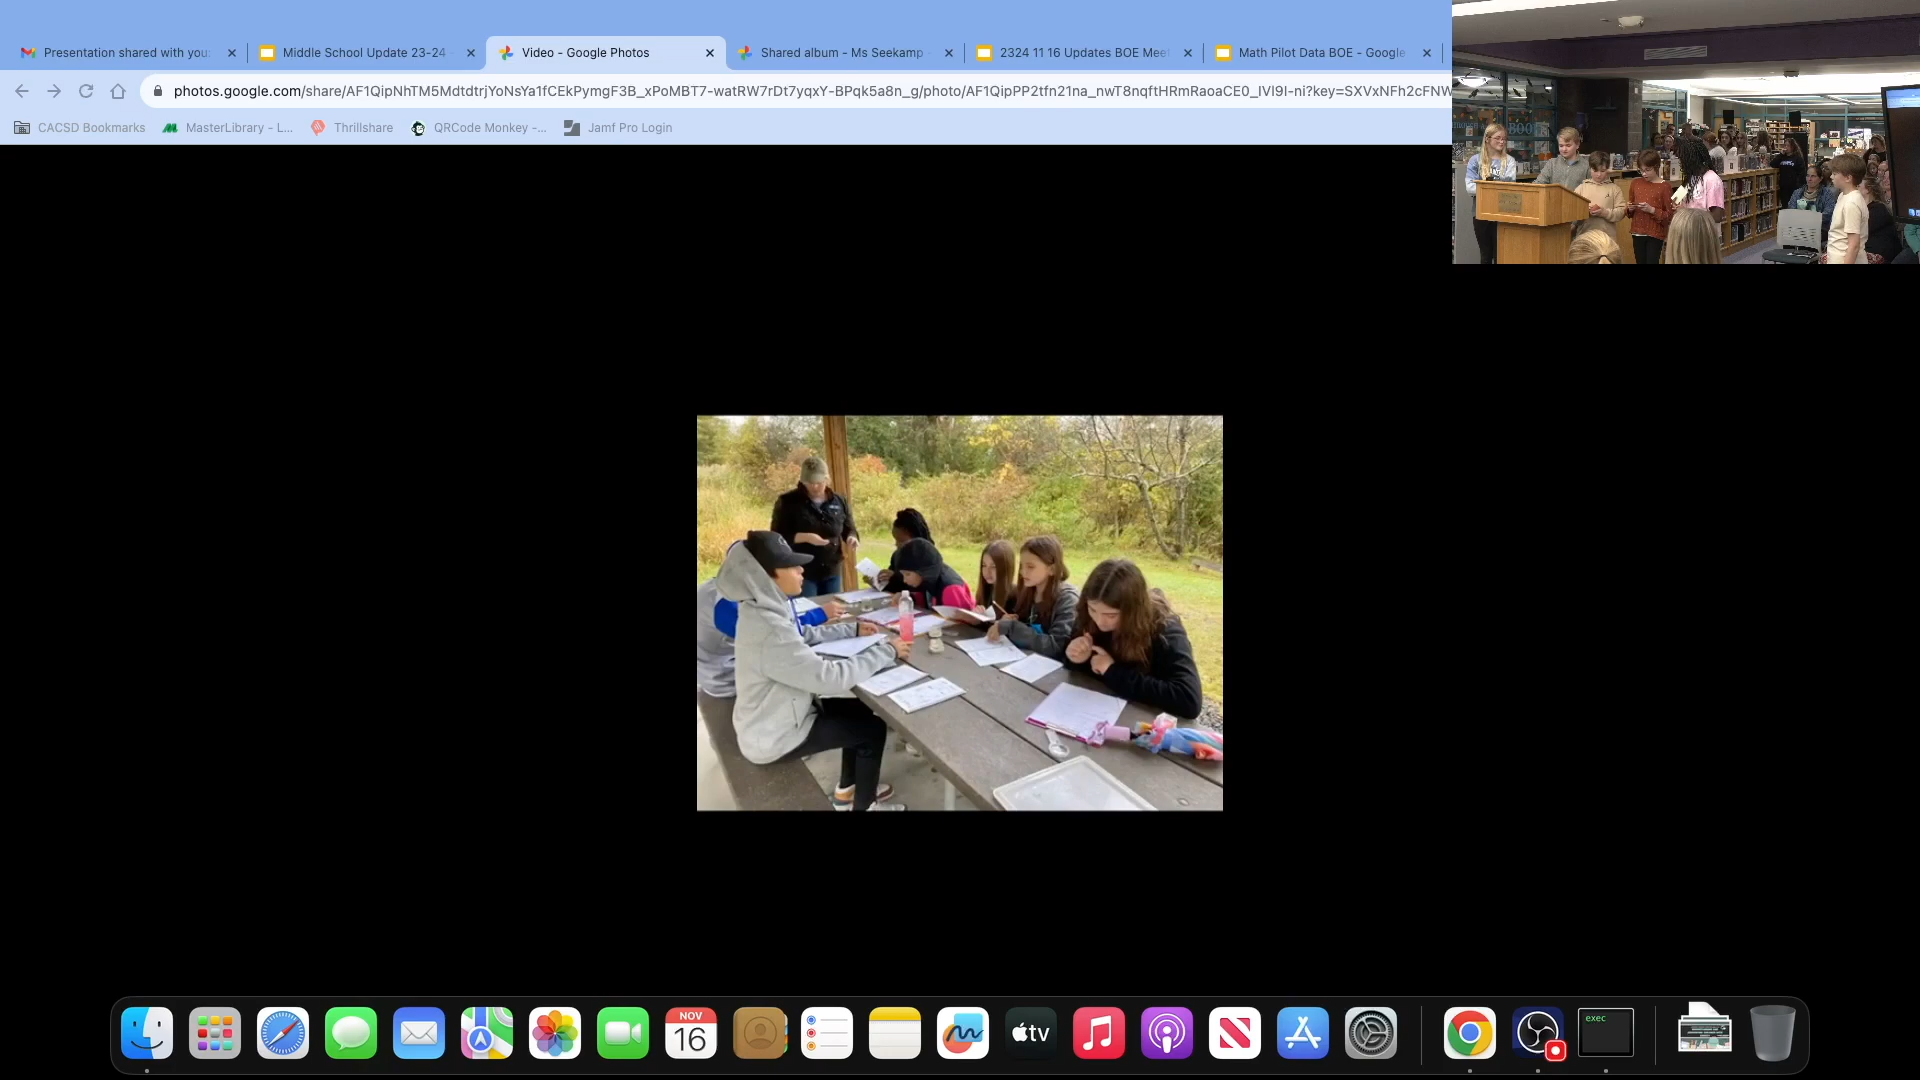 Presentation shared with you:
Middle School Update 23-24 -
Video - Google Photos
Shared album - Ms Seekamp -
2324 11 16 Updates BOE Meet
Math Pilot Data BOE - Google
photos.google.com/share/AF1QipNhTM5MdtdtrjYoNsYa1fCEkPymgF3B_xPoMBT7-watRW7rDt7yqxY-BPqk5a8n_g/photo/AF1QipPP2tfn21na_nwT8nqftHRmRaoaCE0_IVI9I-ni?key=SXVxNFh2cFNW
CACSD Bookmarks
MasterLibrary - L...
Thrillshare
QRCode Monkey -...
Jamf Pro Login
NOV
16
tv
exec